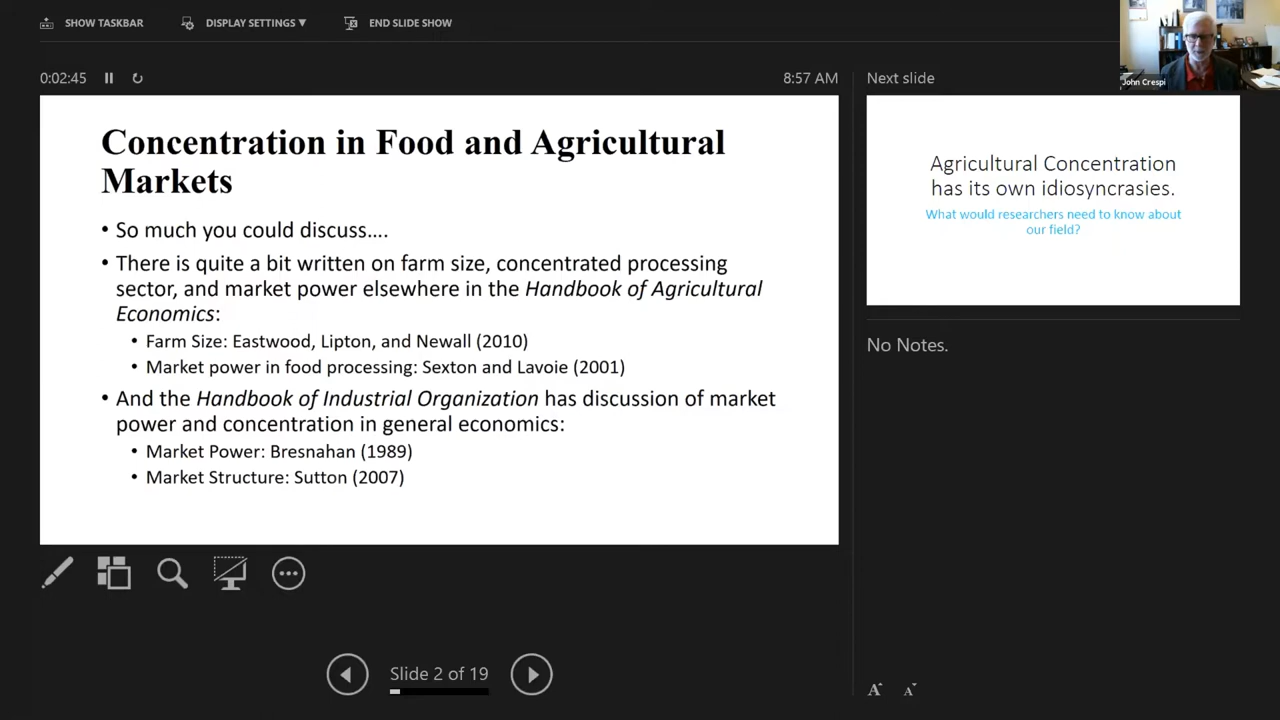 SHOW TASKBAR
DISPLAY SETTINGS ▼
END SLIDE SHOW
John Crespi
0:02:45
8:57 AM
Next slide
Concentration in Food and Agricultural
Markets
• So much you could discuss....
• There is quite a bit written on farm size, concentrated processing
sector, and market power elsewhere in the Handbook of Agricultural
Economics:
• Farm Size: Eastwood, Lipton, and Newall (2010)
• Market power in food processing: Sexton and Lavoie (2001)
• And the Handbook of Industrial Organization has discussion of market
power and concentration in general economics:
• Market Power: Bresnahan (1989)
• Market Structure: Sutton (2007)
Agricultural Concentration
has its own idiosyncrasies.
What would researchers need to know about
our field?
No Notes.
Slide 2 of 19
A A